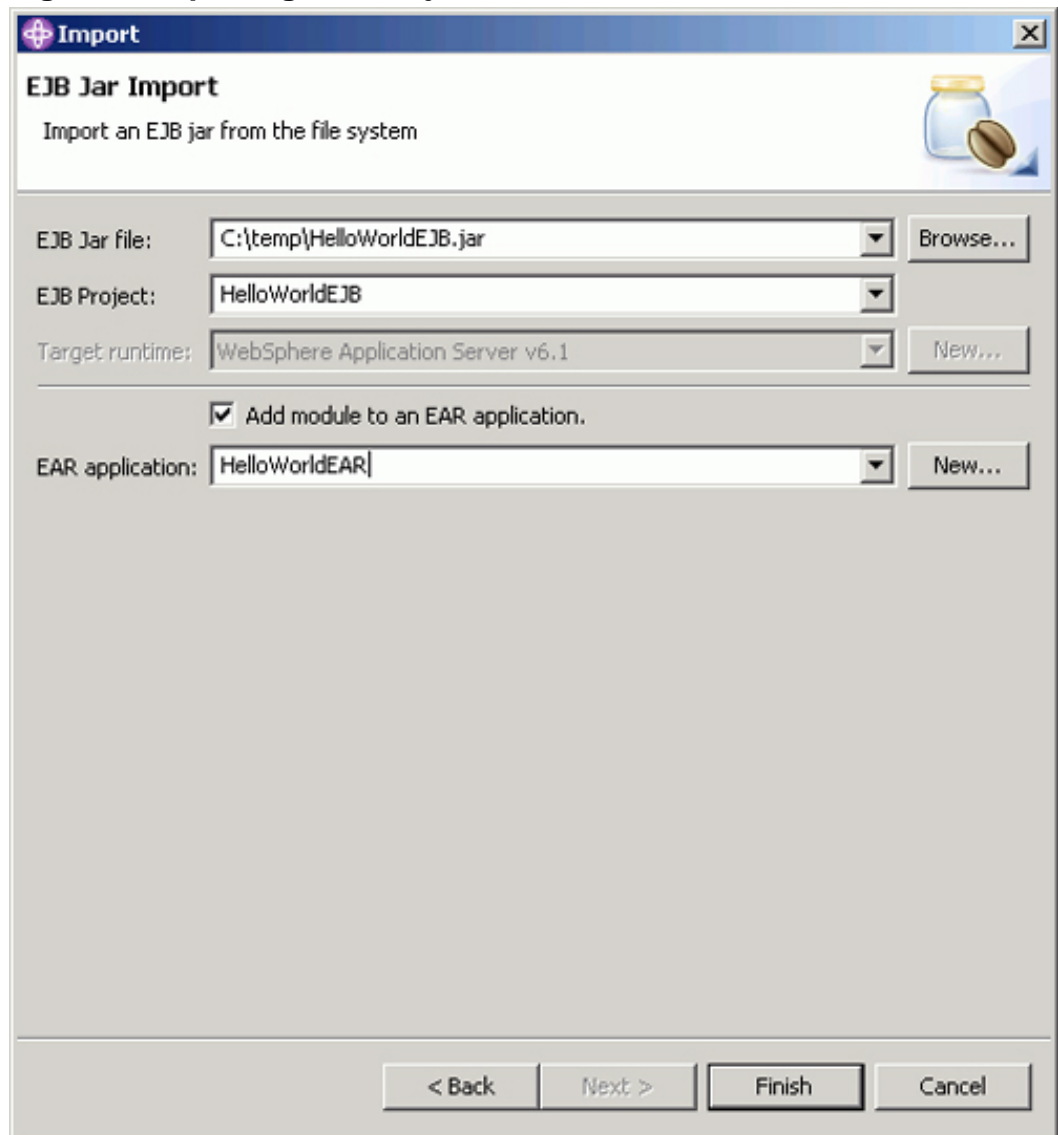 Import
EJB Jar Import
Import an EJB jar from the file system
EJB Jar file: C:\temp\HelloWorldEJB.jar Browse...
EJB Project: HelloWorldEJB
Target runtime: WebSphere Application Server v6.1 New...
Add module to an EAR application.
EAR application: HelloWorldEAR New...
< Back Next > Finish Cancel